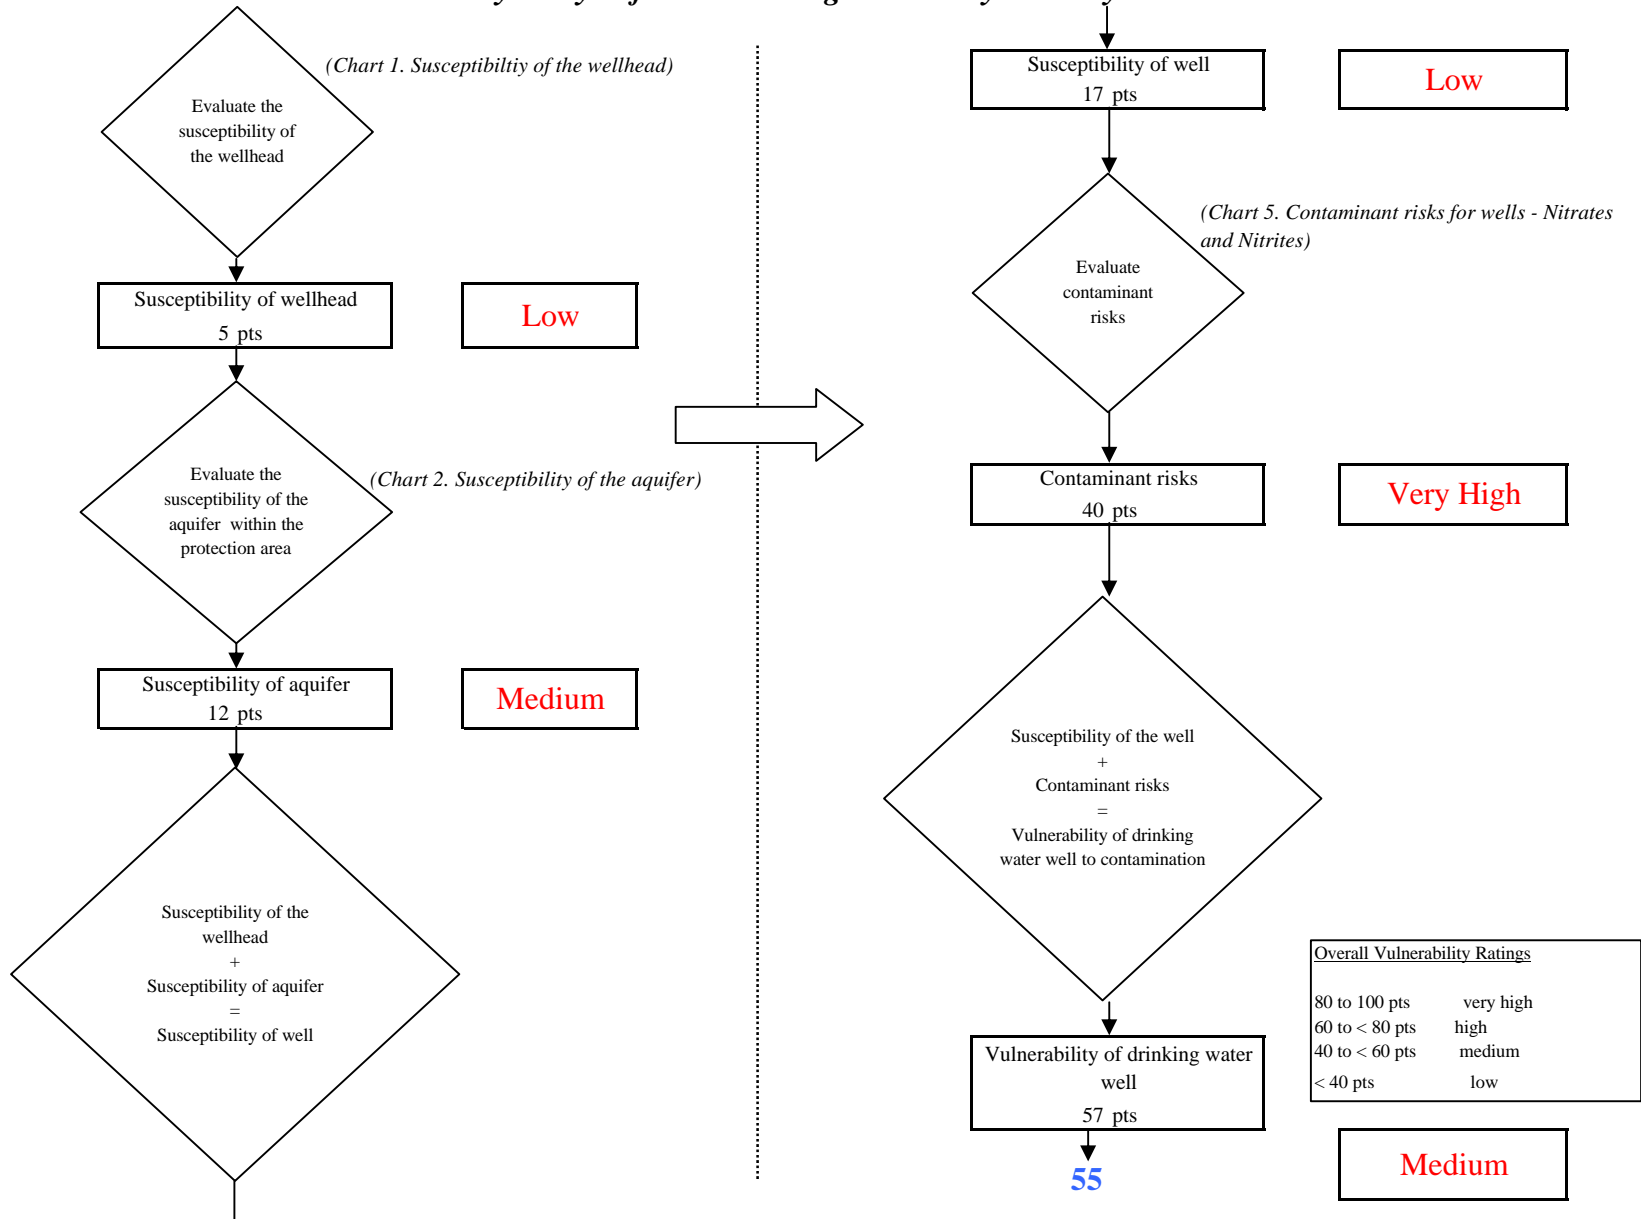 (Chart 1. Susceptibiltiy of the wellhead)
Evaluate the
susceptibility of
the wellhead
Susceptibility of wellhead
5 pts
Low
Evaluate the
susceptibility of the
aquifer within the
protection area
(Chart 2. Susceptibility of the aquifer)
Susceptibility of aquifer
12 pts
Medium
Susceptibility of the
wellhead
+
Susceptibility of aquifer
=
Susceptibility of well
Susceptibility of well
17 pts
Low
(Chart 5. Contaminant risks for wells - Nitrates
and Nitrites)
Evaluate
contaminant
risks
Contaminant risks
40 pts
Very High
Susceptibility of the well
+
Contaminant risks
=
Vulnerability of drinking
water well to contamination
Overall Vulnerability Ratings
80 to 100 pts very high
60 to < 80 pts high
40 to < 60 pts medium
< 40 pts low
Vulnerability of drinking water
well
57 pts
55
Medium